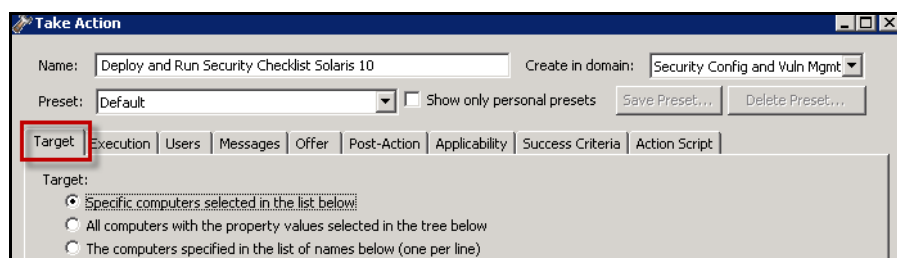 Take Action
Name: Deploy and Run Security Checklist Solaris 10 Create in domain: Security Config and Vuln Mgmt
Preset: Default Show only personal presets Save Preset... Delete Preset...
Target Execution Users Messages Offer Post-Action Applicability Success Criteria Action Script
Target:
Specific computers selected in the list below
All computers with the property values selected in the tree below
The computers specified in the list of names below (one per line)